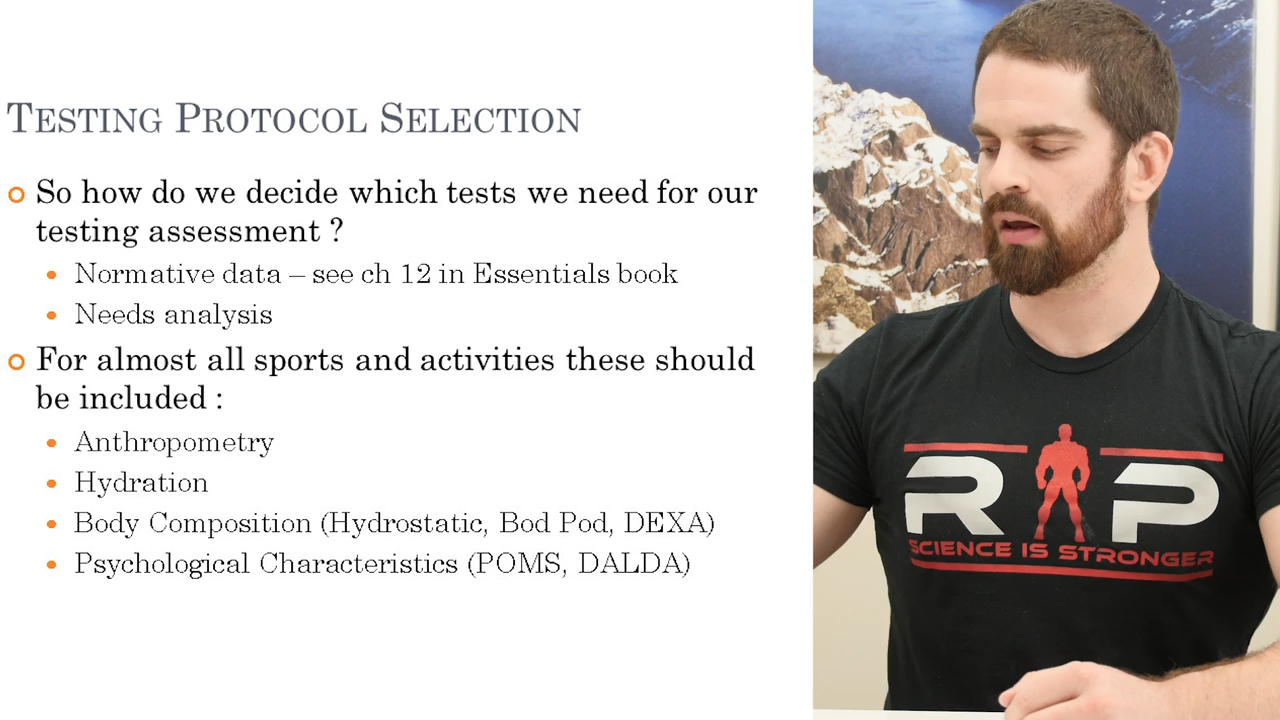 TESTING PROTOCOL SELECTION
So how do we decide which tests we need for our
testing assessment ?
Normative data – see ch 12 in Essentials book
Needs analysis
For almost all sports and activities these should
be included :
Anthropometry
Hydration
Body Composition (Hydrostatic, Bod Pod, DEXA)
Psychological Characteristics (POMS, DALDA)
R P
SCIENCE IS STRONGER